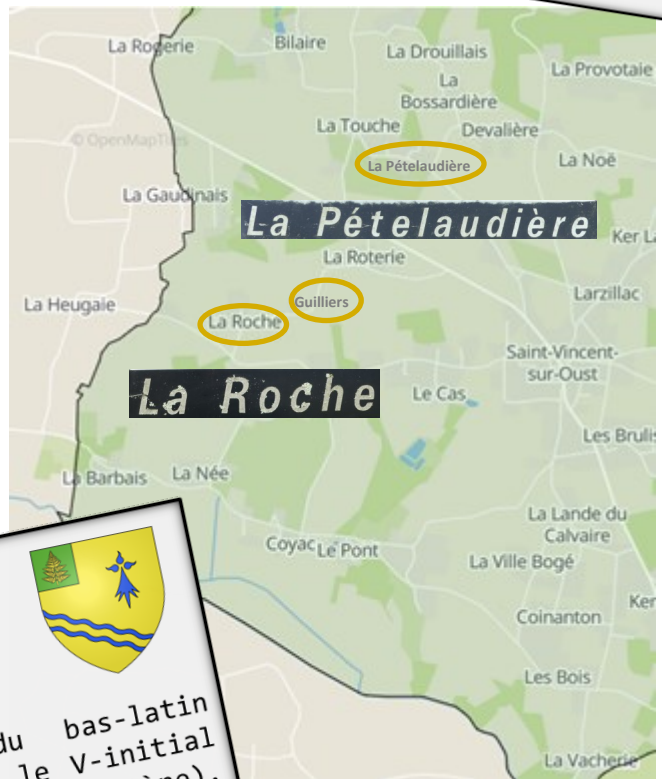 La Rogerie
Bilaire
La Drouillais
La Provotaie
La
Bossardière
La Touche
Devalière
© OpenMapTiles
La Pételaudière
La Noë
La Gaudinais
La Pételaudière
Ker La
La Roterie
Larzillac
La Heugaie
Guilliers
La Roche
Saint-Vincent-
sur-Oust
La Roche
Le Cas
Les Brulis
La Barbais
La Née
La Lande du
Calvaire
Coyac
Le Pont
La Ville Bogé
Ker
Coinanton
Les Bois
La Vacherie
du bas-latin
le V-initial